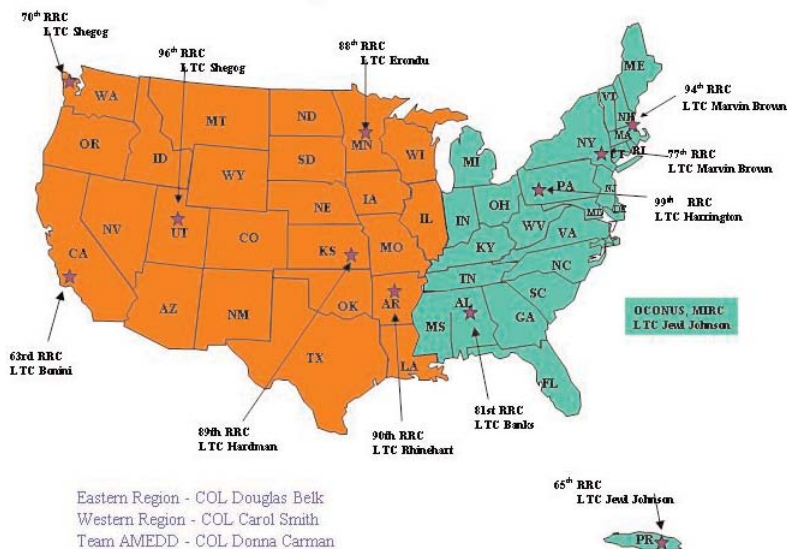 70th RRC
LTC Shegog
96th RRC
LTC Shegog
88th RRC
LTC Erondu
94th RRC
LTC Marvin Brown
77th RRC
LTC Marvin Brown
99th RRC
LTC Harrington
WA
OR
ID
MT
ND
MN
SD
WY
WI
NE
IA
IL
NV
UT
CO
CA
KS
MO
AZ
NM
OK
AR
TX
LA
ME
VT
NH
MA
NY
CT
RI
MI
PA
NJ
OH
IN
MD
DE
WV
VA
KY
NC
TN
SC
AL
GA
MS
FL
OCONUS, MIRC
LTC Jewl Johnson
63rd RRC
LTC Bonini
89th RRC
LTC Hardman
90th RRC
LTC Rhinehart
81st RRC
LTC Banks
Eastern Region - COL Douglas Belk
Western Region - COL Carol Smith
Team AMEDD - COL Donna Carman
65th RRC
LTC Jewl Johnson
PR